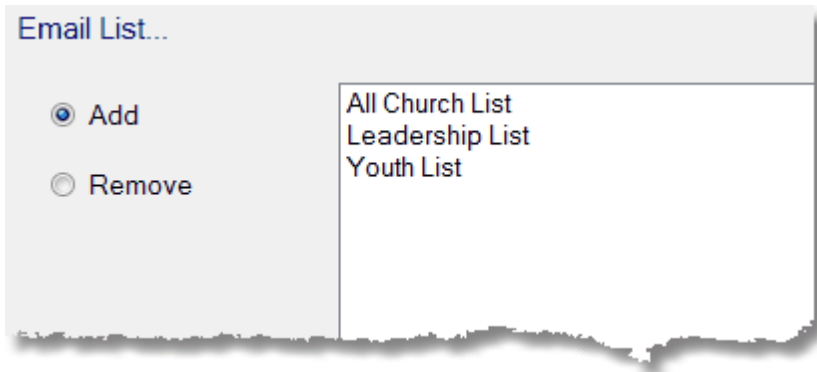 Email List...
Add
Remove
All Church List
Leadership List
Youth List